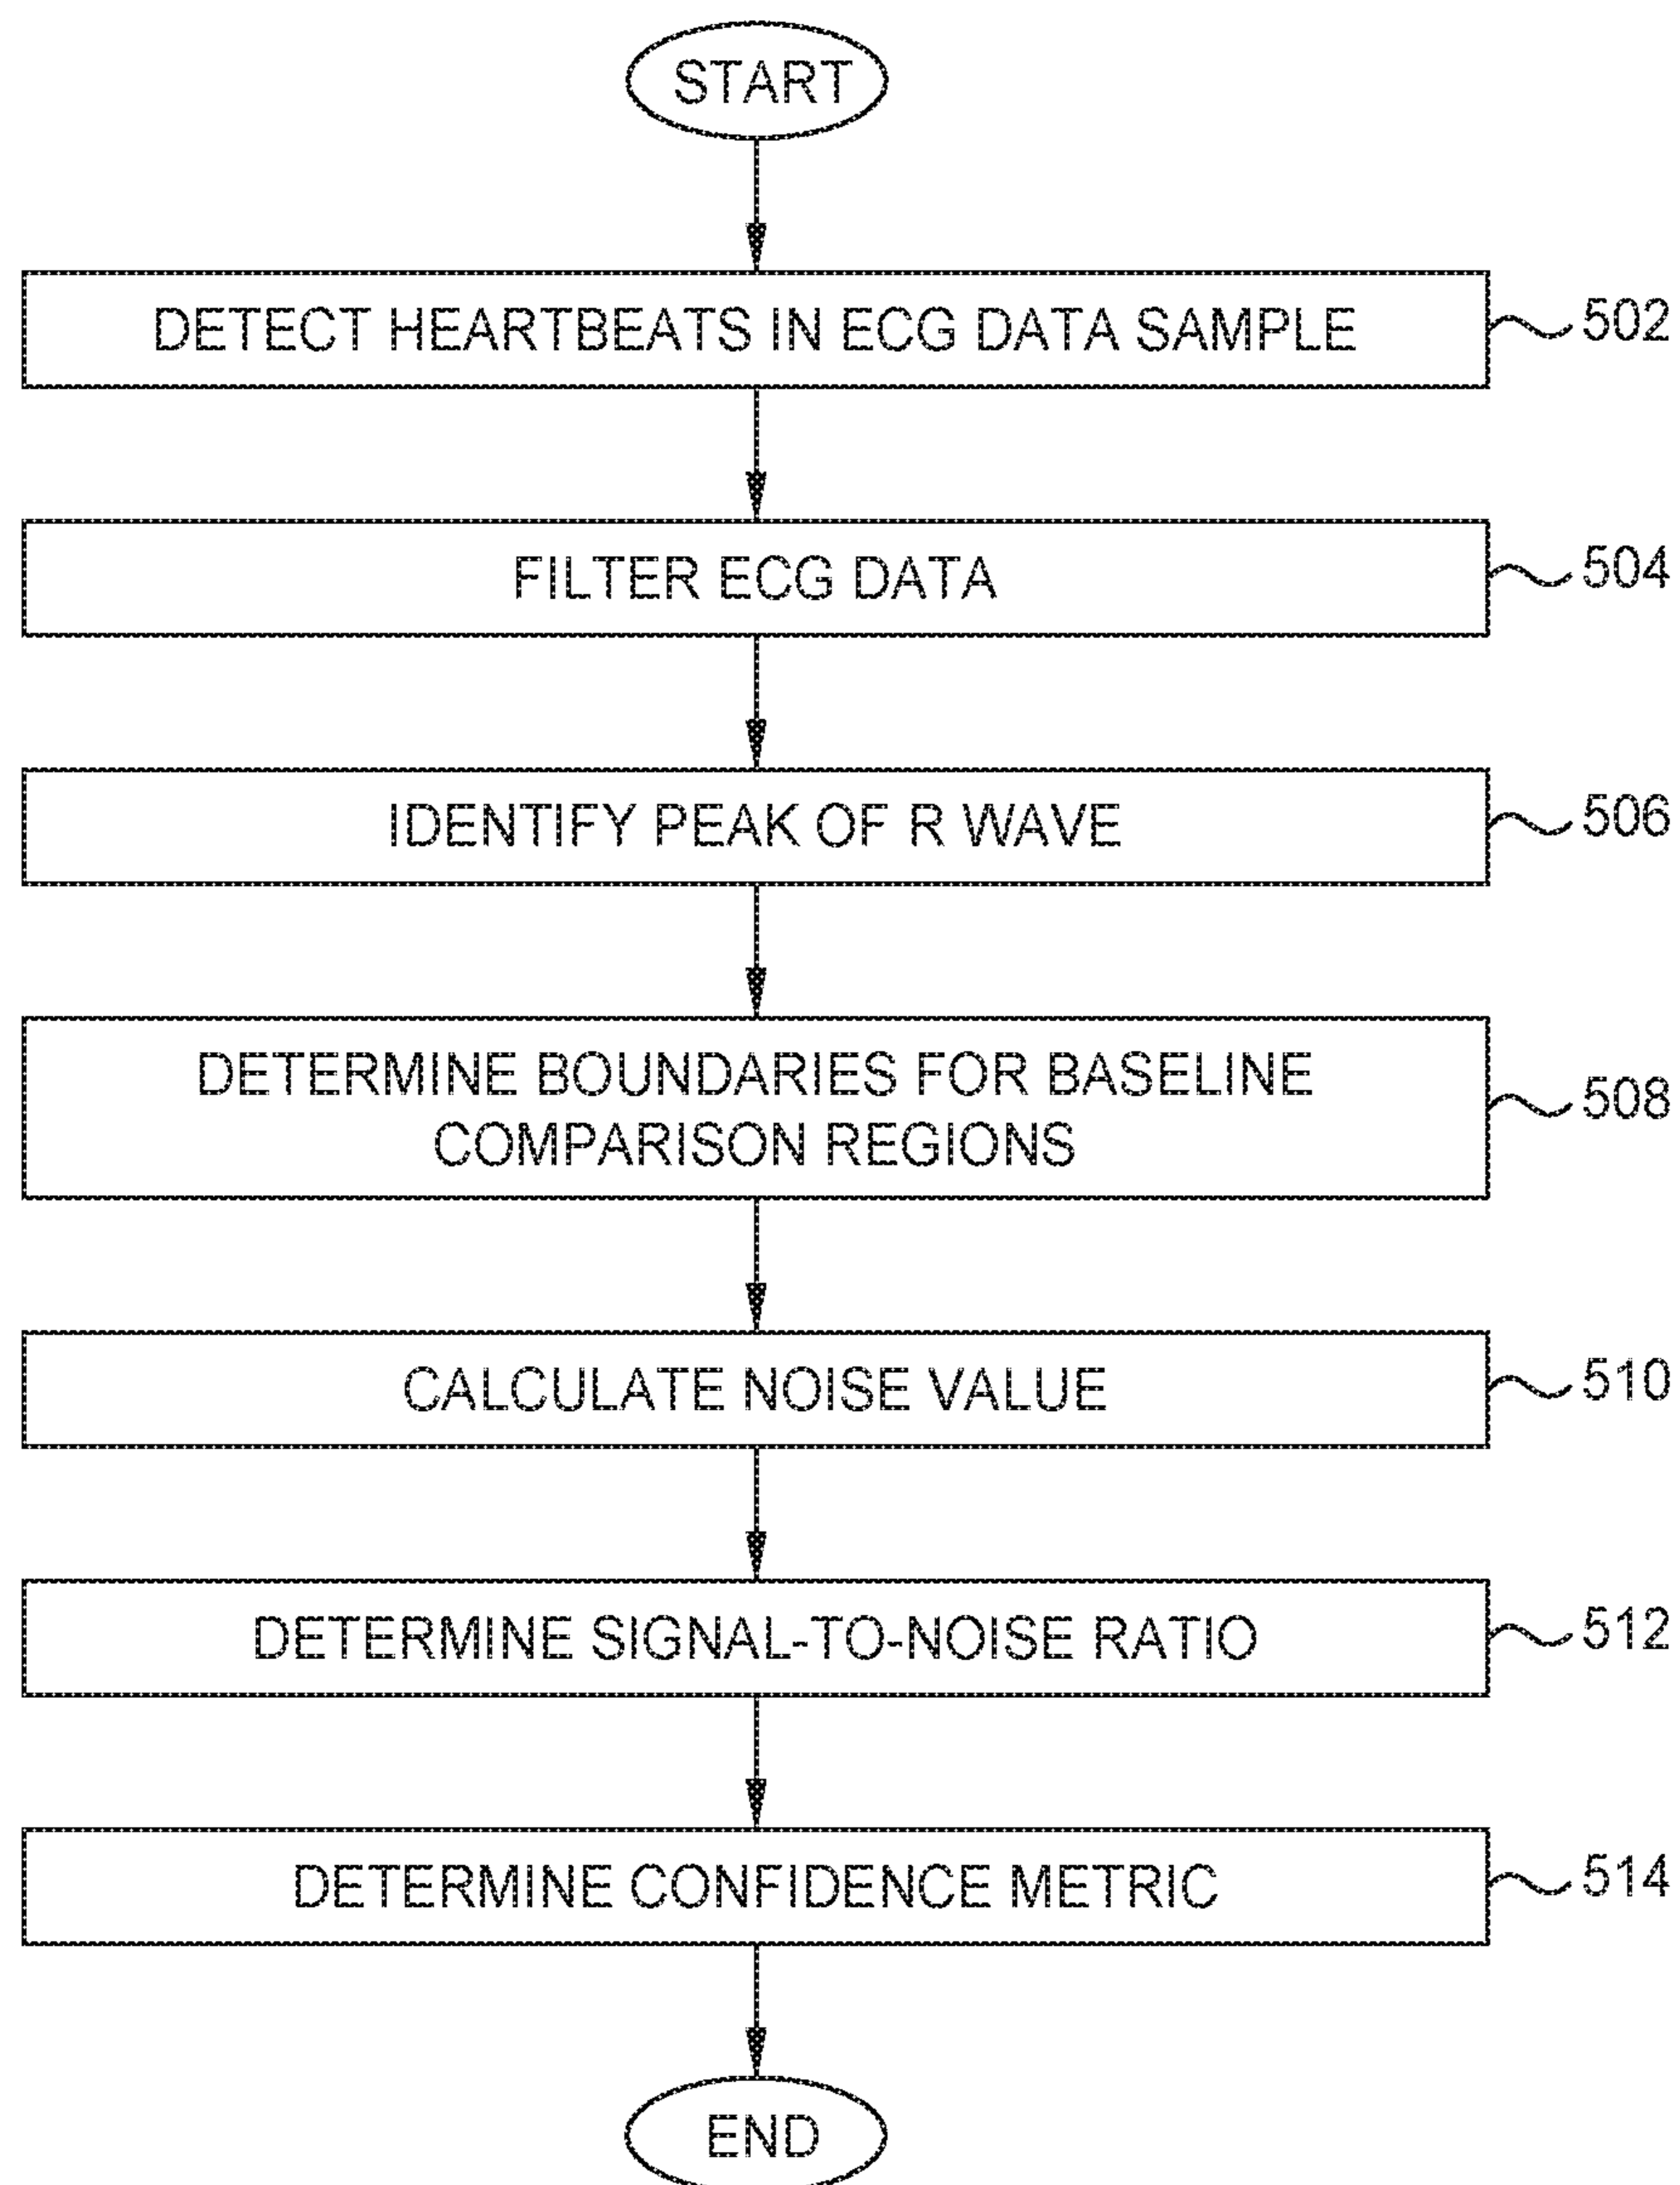 START
DETECT HEARTBEATS IN ECG DATA SAMPLE
502
FILTER ECG DATA
504
IDENTIFY PEAK OF R WAVE
506
DETERMINE BOUNDARIES FOR BASELINE
COMPARISON REGIONS
508
CALCULATE NOISE VALUE
510
DETERMINE SIGNAL-TO-NOISE RATIO
512
DETERMINE CONFIDENCE METRIC
514
END